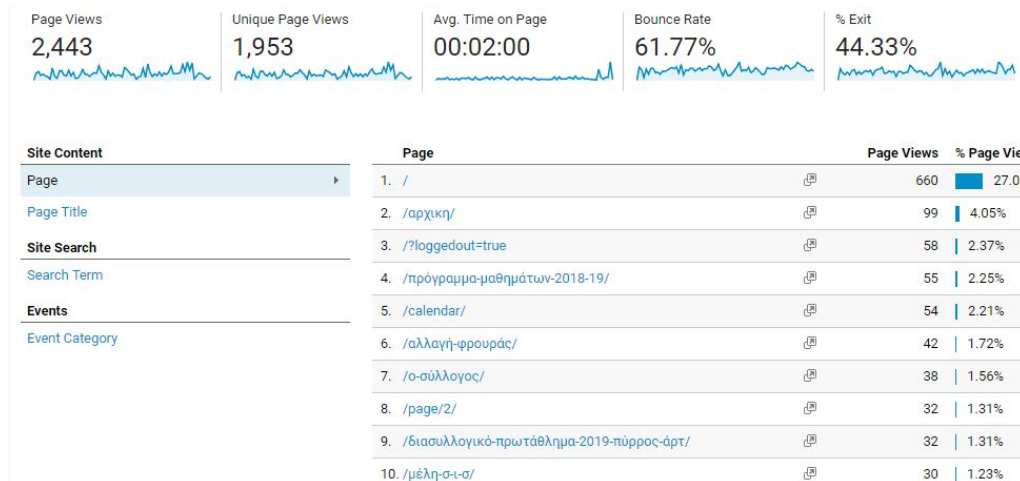 Page Views
2,443
Unique Page Views
1,953
Avg. Time on Page
00:02:00
Bounce Rate
61.77%
% Exit
44.33%
Site Content
Page
Page Title
Site Search
Search Term
Events
Event Category
Page Page Views % Page Vie
1. / 660 27.0
2. /αρχικη/ 99 4.05%
3. /?loggedout=true 58 2.37%
4. /πρόγραμμα-μαθημάτων-2018-19/ 55 2.25%
5. /calendar/ 54 2.21%
6. /αλλαγή-φρουράς/ 42 1.72%
7. /ο-σύλλογος/ 38 1.56%
8. /page/2/ 32 1.31%
9. /διασυλλογικό-πρωτάθλημα-2019-πύρρος-άρτ/ 32 1.31%
10. /μέλη-σ-ι-σ/ 30 1.23%